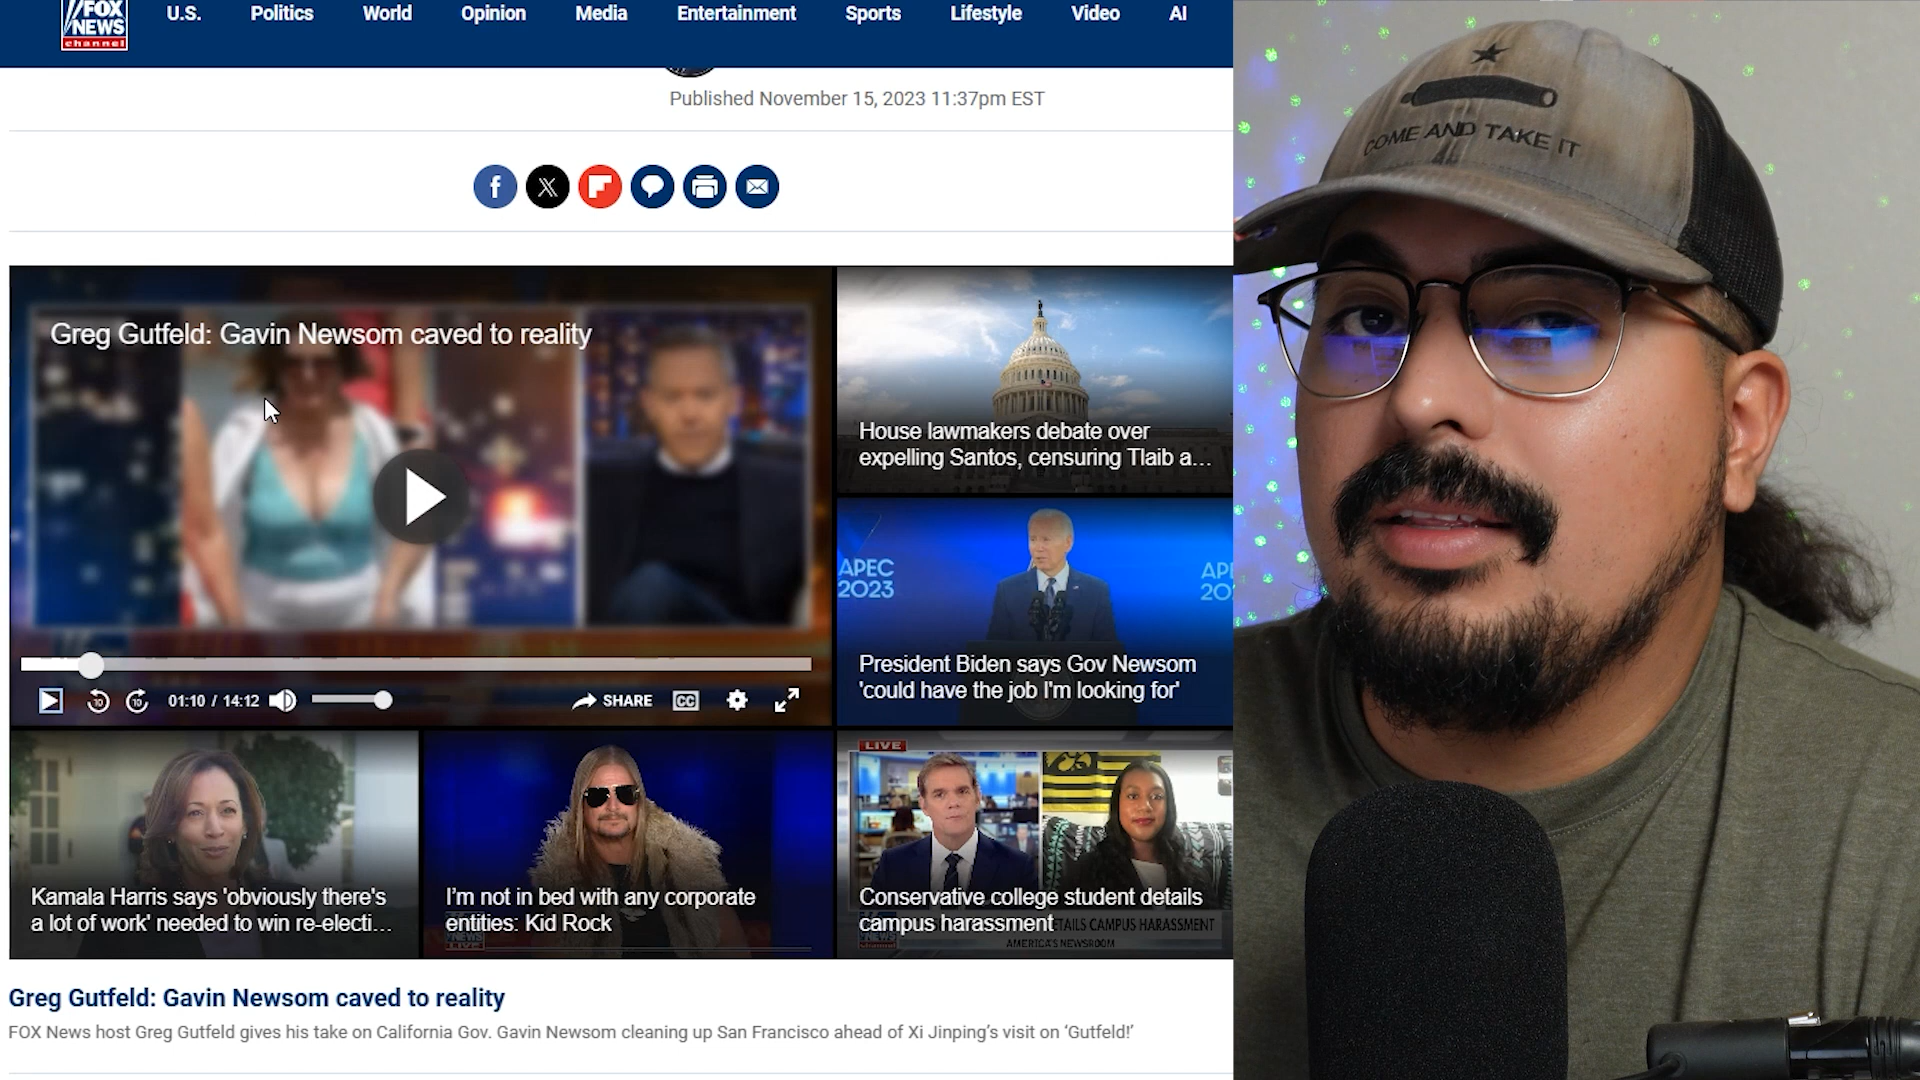 FOX
NEWS
channel
U.S.
Politics
World
Opinion
Media
Entertainment
Sports
Lifestyle
Video
AI
Published November 15, 2023 11:37pm EST
Greg Gutfeld: Gavin Newsom caved to reality
01:10 / 14:12
10
10
SHARE
CC
House lawmakers debate over
expelling Santos, censuring Tlaib a...
APEC
2023
President Biden says Gov Newsom
'could have the job I'm looking for'
Kamala Harris says 'obviously there's
a lot of work' needed to win re-electi...
I'm not in bed with any corporate
entities: Kid Rock
LIVE
Conservative college student details
campus harassment
ETAILS CAMPUS HARASSMENT
AMERICA'S NEWSROOM
Greg Gutfeld: Gavin Newsom caved to reality
FOX News host Greg Gutfeld gives his take on California Gov. Gavin Newsom cleaning up San Francisco ahead of Xi Jinping's visit on 'Gutfeld!'
COME AND TAKE IT